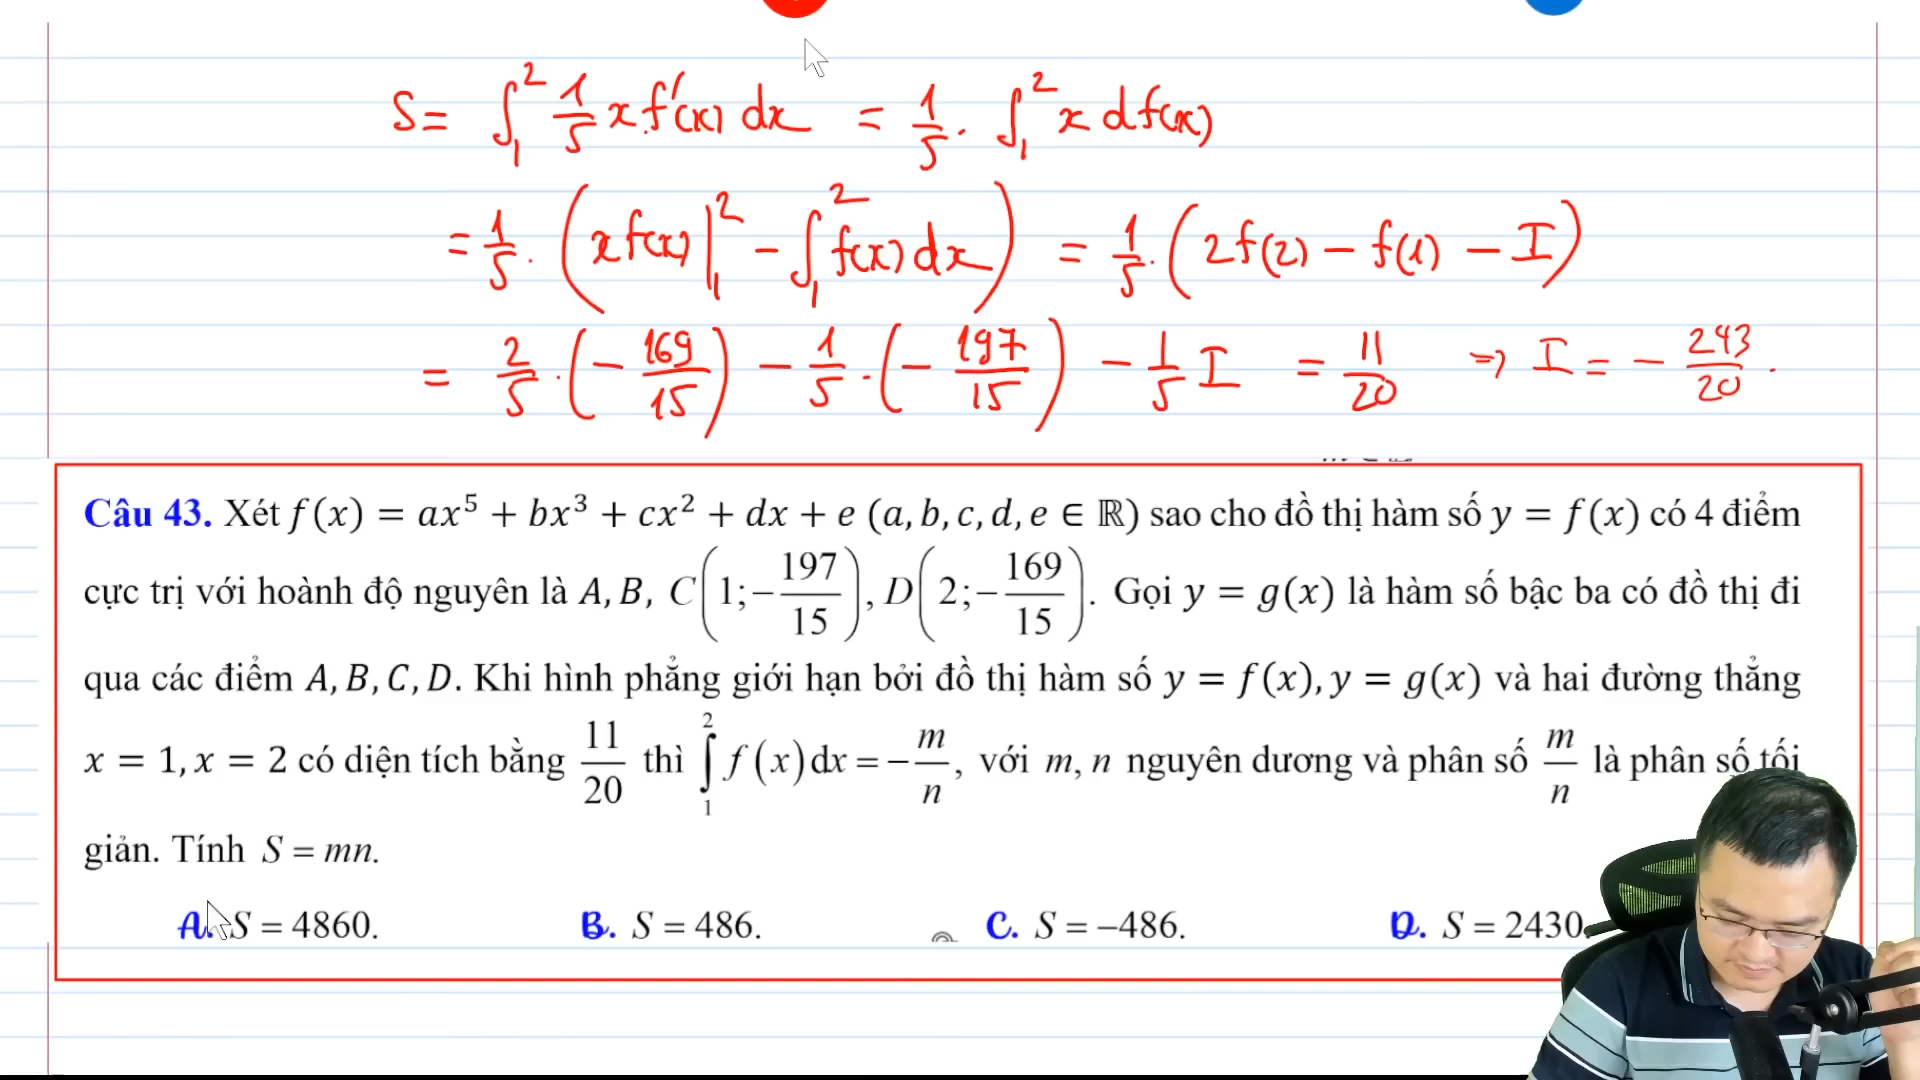 S = ∫₁² 1/5 x f'(x) dx = 1/5 . ∫₁² x df(x)
= 1/5 . (x f(x)|₁² − ∫₁² f(x) dx) = 1/5 . (2f(2) − f(1) − I)
= 2/5 . (−169/15) − 1/5 . (−197/15) − 1/5 I = 11/20 ⇒ I = − 243/20 .
Câu 43. Xét f(x) = ax⁵ + bx³ + cx² + dx + e (a, b, c, d, e ∈ ℝ) sao cho đồ thị hàm số y = f(x) có 4 điểm
cực trị với hoành độ nguyên là A, B, C(1; −197/15), D(2; −169/15). Gọi y = g(x) là hàm số bậc ba có đồ thị đi
qua các điểm A, B, C, D. Khi hình phẳng giới hạn bởi đồ thị hàm số y = f(x), y = g(x) và hai đường thẳng
x = 1, x = 2 có diện tích bằng 11/20 thì ∫₁² f(x)dx = −m/n, với m, n nguyên dương và phân số m/n là phân số tối
giản. Tính S = mn.
A. S = 4860. B. S = 486. C. S = −486. D. S = 2430.